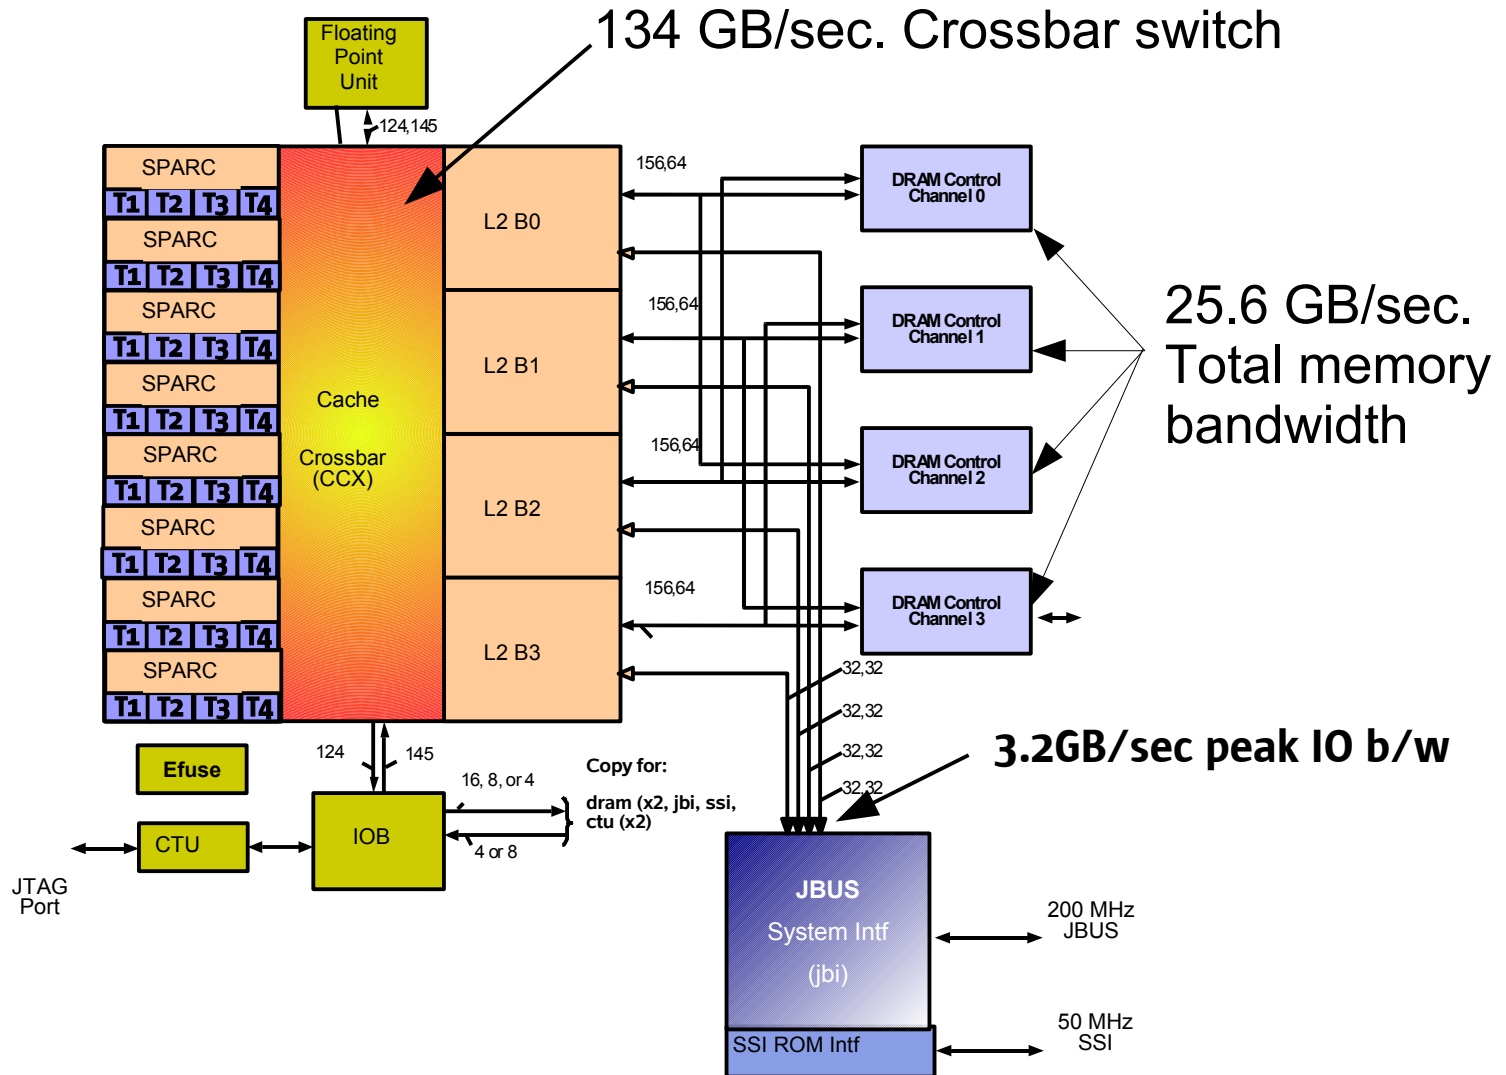 134 GB/sec. Crossbar switch
Floating
Point
Unit
124,145
SPARC
T1 T2 T3 T4
SPARC
T1 T2 T3 T4
SPARC
T1 T2 T3 T4
SPARC
T1 T2 T3 T4
SPARC
T1 T2 T3 T4
SPARC
T1 T2 T3 T4
SPARC
T1 T2 T3 T4
SPARC
T1 T2 T3 T4
Cache
Crossbar
(CCX)
L2 B0
L2 B1
L2 B2
L2 B3
156,64
156,64
156,64
156,64
DRAM Control
Channel 0
DRAM Control
Channel 1
DRAM Control
Channel 2
DRAM Control
Channel 3
25.6 GB/sec.
Total memory
bandwidth
32,32
32,32
32,32
32,32
3.2GB/sec peak IO b/w
124
145
Efuse
CTU
IOB
JTAG
Port
16, 8, or 4
4 or 8
Copy for:
dram (x2, jbi, ssi,
ctu (x2)
JBUS
System Intf
(jbi)
SSI ROM Intf
200 MHz
JBUS
50 MHz
SSI